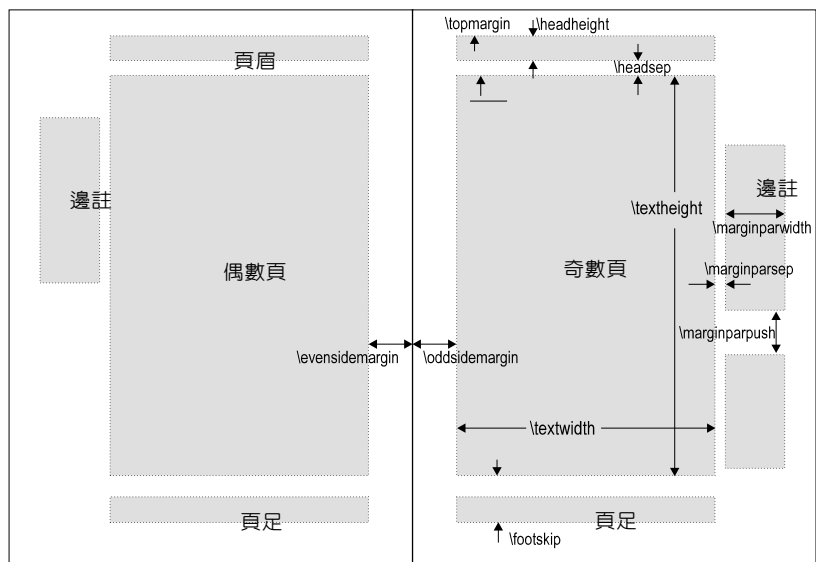 \topmargin
\headheight
頁眉
\headsep
邊註
邊註
\textheight
\marginparwidth
偶數頁
奇數頁
\marginparsep
\marginparpush
\evensidemargin
\oddsidemargin
\textwidth
頁足
頁足
\footskip